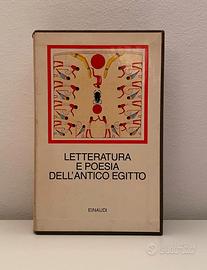 LETTERATURA
E POESIA
DELL'ANTICO EGITTO
EINAUDI